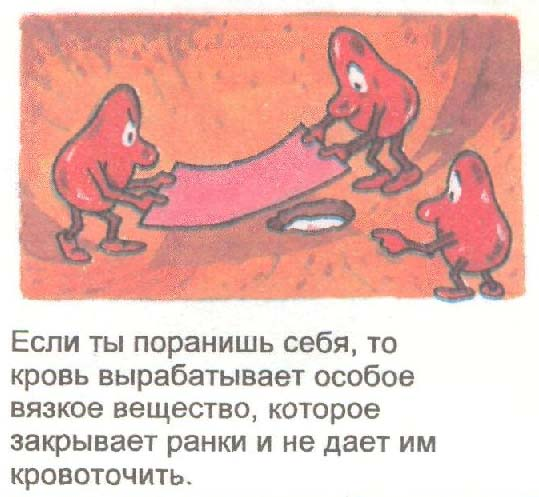 Если ты поранишь себя, то
кровь вырабатывает особое
вязкое вещество, которое
закрывает ранки и не дает им
кровоточить.